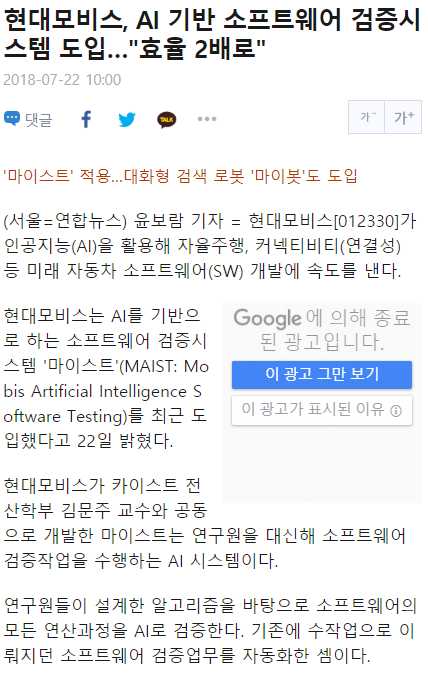 현대모비스, AI 기반 소프트웨어 검증시
스템 도입…"효율 2배로"
2018-07-22 10:00
댓글
TALK
가-
가+
'마이스트' 적용…대화형 검색 로봇 '마이봇'도 도입
(서울=연합뉴스) 윤보람 기자 = 현대모비스[012330]가
인공지능(AI)을 활용해 자율주행, 커넥티비티(연결성)
등 미래 자동차 소프트웨어(SW) 개발에 속도를 낸다.
현대모비스는 AI를 기반으
로 하는 소프트웨어 검증시
스템 '마이스트'(MAIST: Mo
bis Artificial Intelligence S
oftware Testing)를 최근 도
입했다고 22일 밝혔다.
Google에 의해 종료
된 광고입니다.
이 광고 그만 보기
이 광고가 표시된 이유 ⓘ
현대모비스가 카이스트 전
산학부 김문주 교수와 공동
으로 개발한 마이스트는 연구원을 대신해 소프트웨어
검증작업을 수행하는 AI 시스템이다.
연구원들이 설계한 알고리즘을 바탕으로 소프트웨어의
모든 연산과정을 AI로 검증한다. 기존에 수작업으로 이
뤄지던 소프트웨어 검증업무를 자동화한 셈이다.